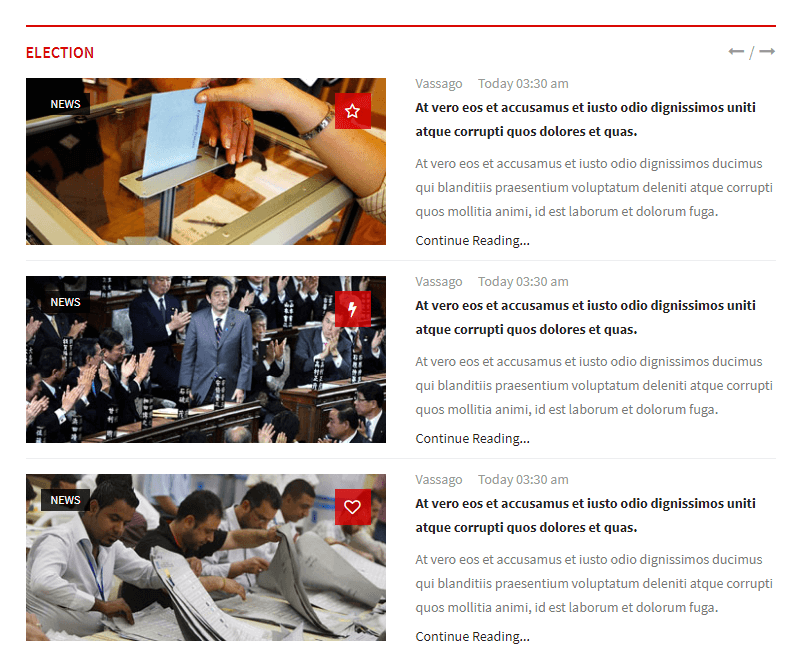 ELECTION
/
NEWS
Vassago Today 03:30 am
At vero eos et accusamus et iusto odio dignissimos uniti
atque corrupti quos dolores et quas.
At vero eos et accusamus et iusto odio dignissimos ducimus
qui blanditiis praesentium voluptatum deleniti atque corrupti
quos mollitia animi, id est laborum et dolorum fuga.
Continue Reading...
NEWS
Vassago Today 03:30 am
At vero eos et accusamus et iusto odio dignissimos uniti
atque corrupti quos dolores et quas.
At vero eos et accusamus et iusto odio dignissimos ducimus
qui blanditiis praesentium voluptatum deleniti atque corrupti
quos mollitia animi, id est laborum et dolorum fuga.
Continue Reading...
NEWS
Vassago Today 03:30 am
At vero eos et accusamus et iusto odio dignissimos uniti
atque corrupti quos dolores et quas.
At vero eos et accusamus et iusto odio dignissimos ducimus
qui blanditiis praesentium voluptatum deleniti atque corrupti
quos mollitia animi, id est laborum et dolorum fuga.
Continue Reading...